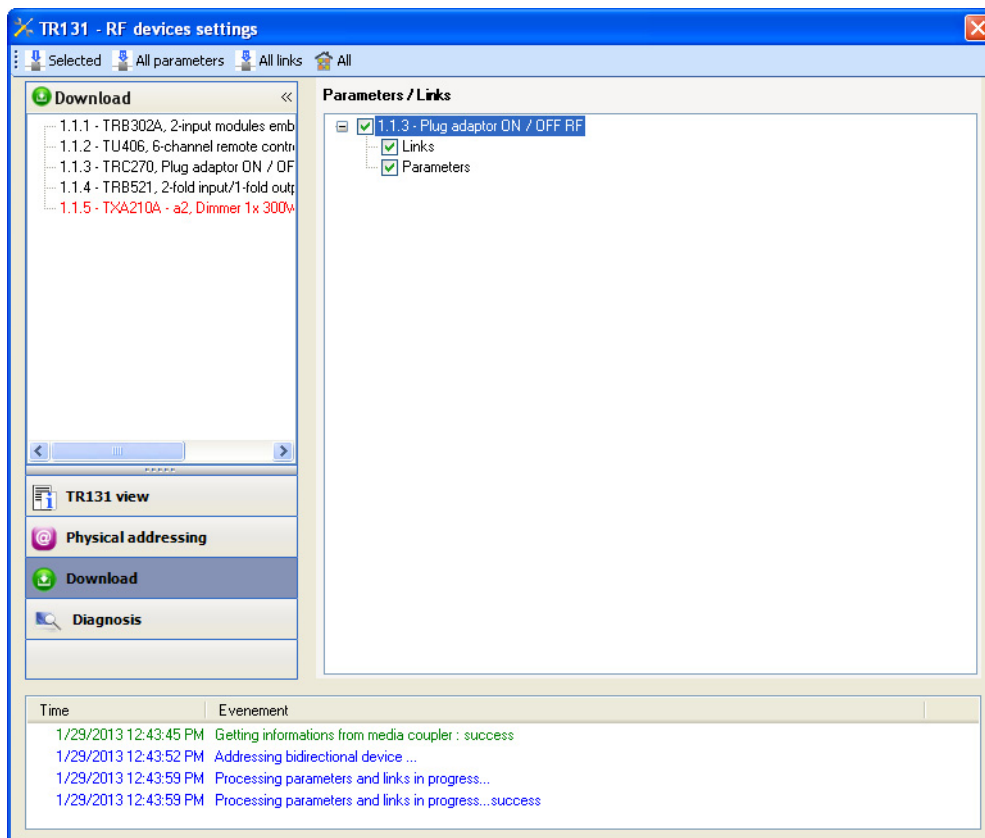 TR131 - RF devices settings
Selected All parameters All links All
Download «
1.1.1 - TRB302A, 2-input modules emb
1.1.2 - TU406, 6-channel remote contr
1.1.3 - TRC270, Plug adaptor ON / OF
1.1.4 - TRB521, 2-fold input/1-fold outp
1.1.5 - TXA210A - a2, Dimmer 1x 300W
TR131 view
Physical addressing
Download
Diagnosis
Parameters / Links
1.1.3 - Plug adaptor ON / OFF RF
Links
Parameters
Time Evenement
1/29/2013 12:43:45 PM Getting informations from media coupler : success
1/29/2013 12:43:52 PM Addressing bidirectional device ...
1/29/2013 12:43:59 PM Processing parameters and links in progress...
1/29/2013 12:43:59 PM Processing parameters and links in progress...success